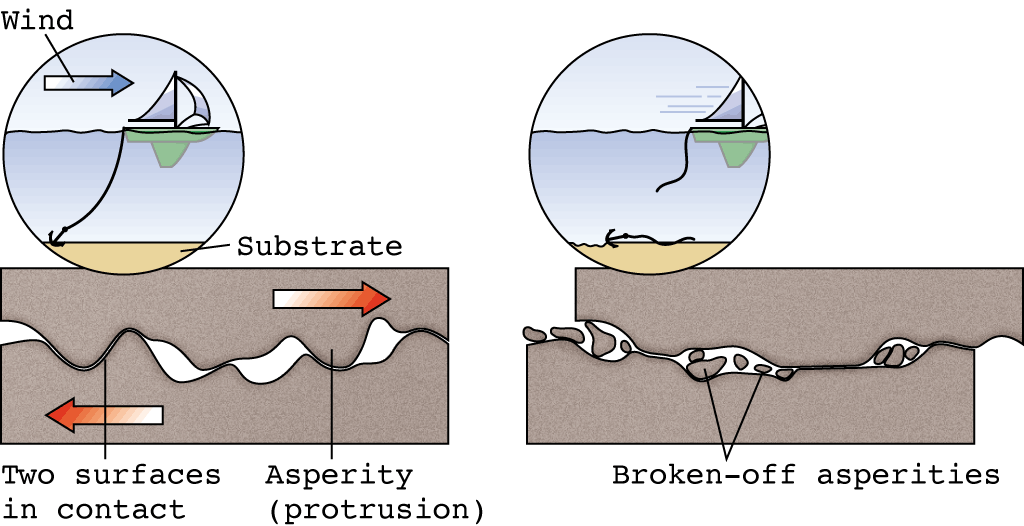 Wind
Substrate
Two surfaces
in contact
Asperity
(protrusion)
Broken-off asperities